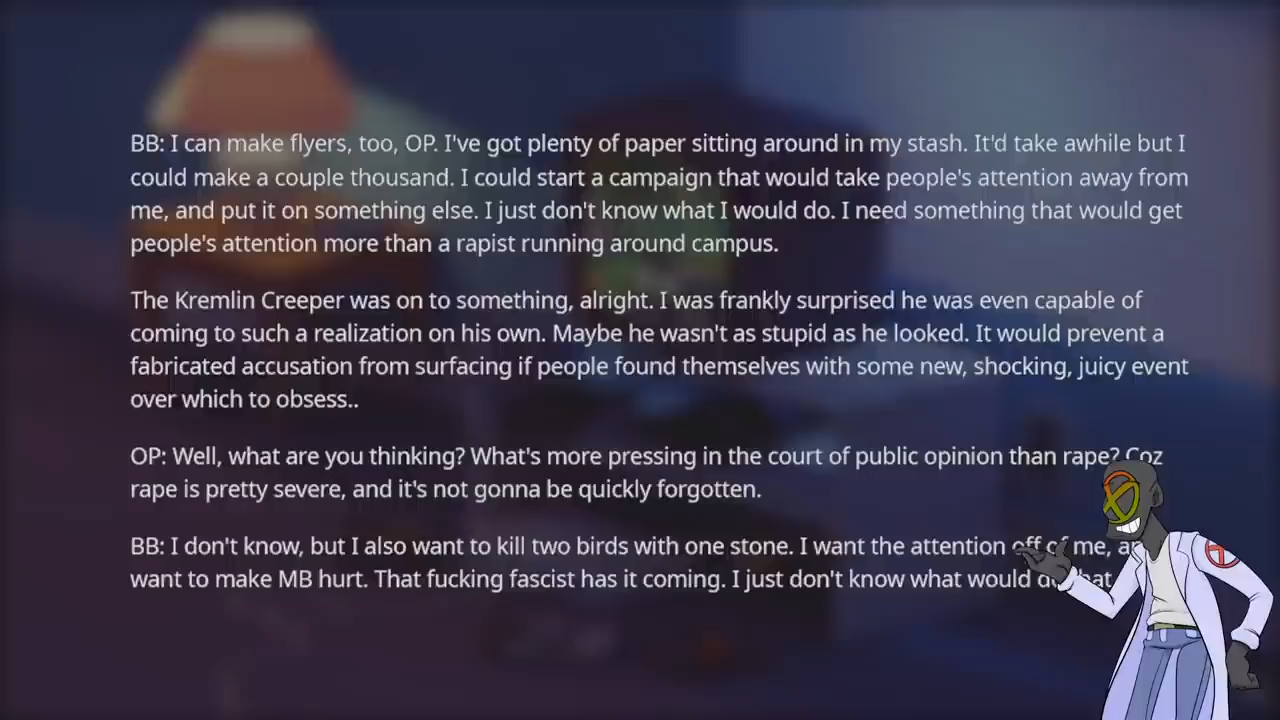 BB: I can make flyers, too, OP. I've got plenty of paper sitting around in my stash. It'd take awhile but I
could make a couple thousand. I could start a campaign that would take people's attention away from
me, and put it on something else. I just don't know what I would do. I need something that would get
people's attention more than a rapist running around campus.
The Kremlin Creeper was on to something, alright. I was frankly surprised he was even capable of
coming to such a realization on his own. Maybe he wasn't as stupid as he looked. It would prevent a
fabricated accusation from surfacing if people found themselves with some new, shocking, juicy event
over which to obsess..
OP: Well, what are you thinking? What's more pressing in the court of public opinion than rape? Coz
rape is pretty severe, and it's not gonna be quickly forgotten.
BB: I don't know, but I also want to kill two birds with one stone. I want the attention off of me,
want to make MB hurt. That fucking fascist has it coming. I just don't know what would